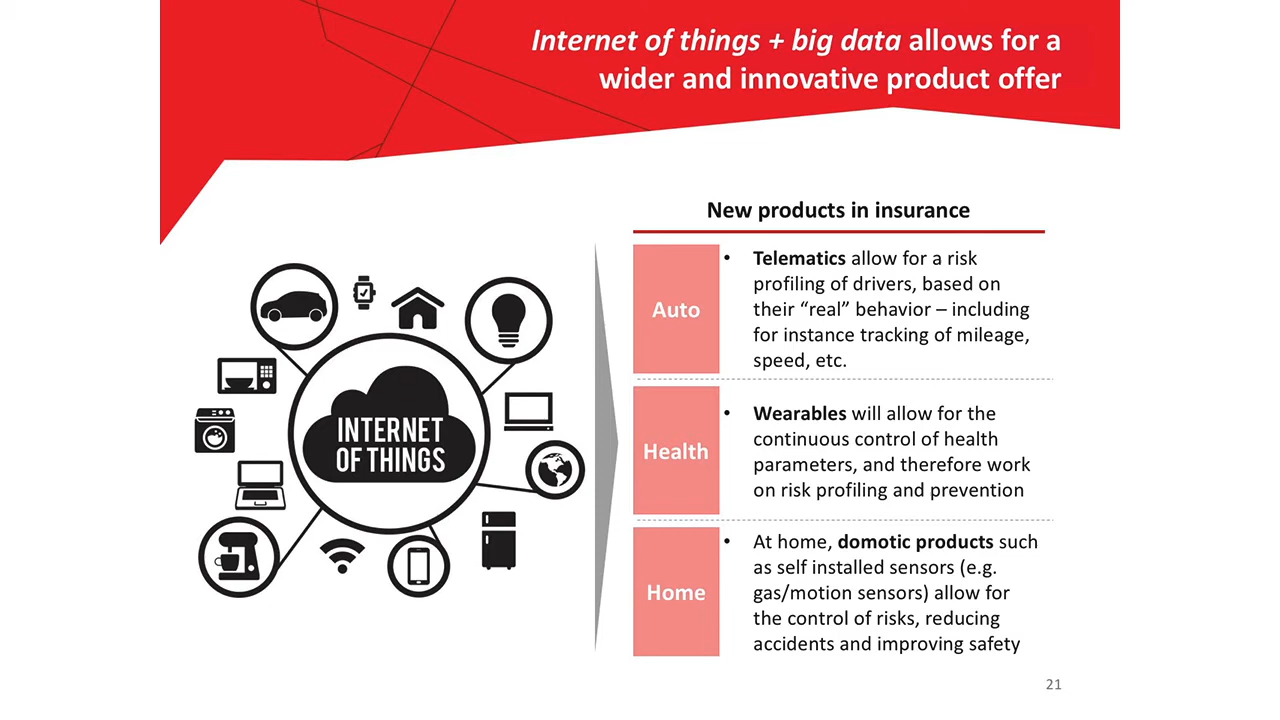 Internet of things + big data allows for a
wider and innovative product offer
INTERNET
OF THINGS
New products in insurance
Auto
• Telematics allow for a risk
profiling of drivers, based on
their “real” behavior – including
for instance tracking of mileage,
speed, etc.
Health
• Wearables will allow for the
continuous control of health
parameters, and therefore work
on risk profiling and prevention
Home
• At home, domotic products such
as self installed sensors (e.g.
gas/motion sensors) allow for
the control of risks, reducing
accidents and improving safety
21